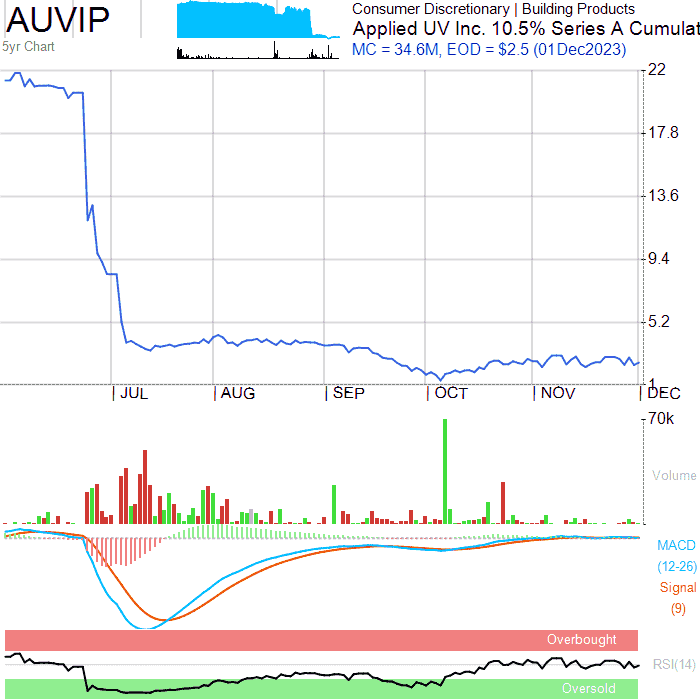 AUVIP
5yr Chart
Consumer Discretionary | Building Products
Applied UV Inc. 10.5% Series A Cumulat
MC = 34.6M, EOD = $2.5 (01Dec2023)
22
17.8
13.6
9.4
5.2
1
JUL AUG SEP OCT NOV DEC
70k
Volume
MACD
(12-26)
Signal
(9)
Overbought
RSI(14)
Oversold